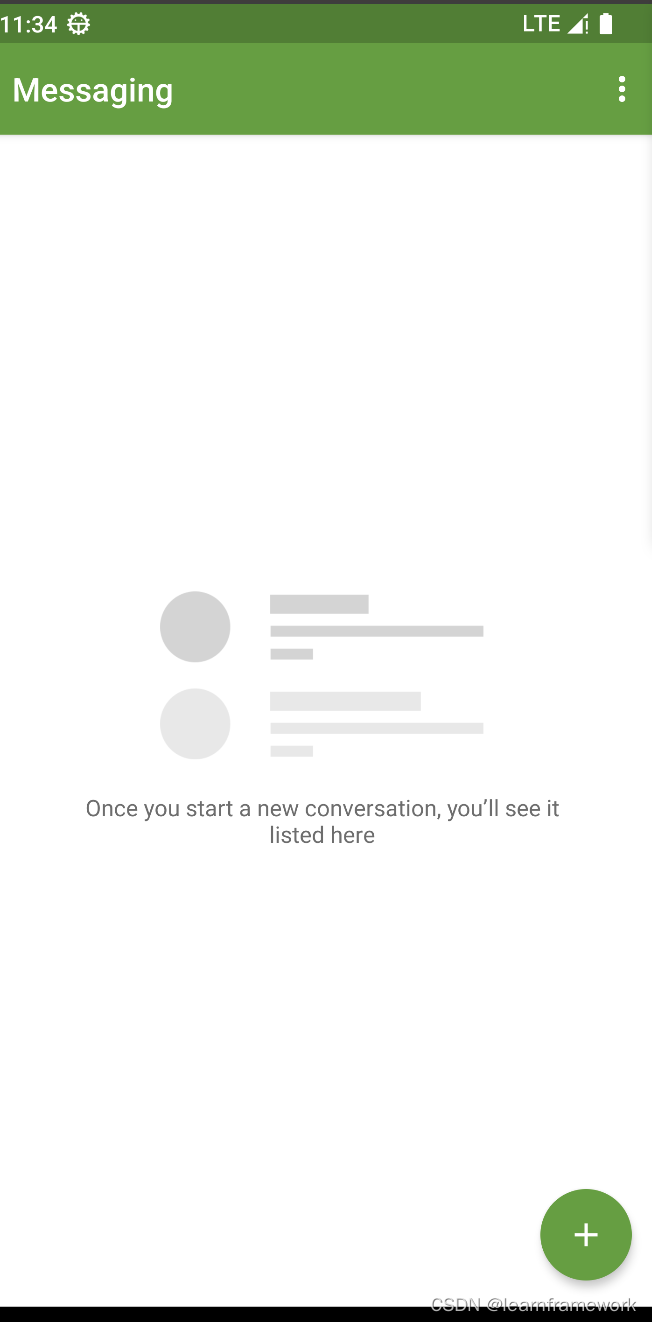 11:34 LTE
Messaging
Once you start a new conversation, you’ll see it
listed here
CSDN @learnframework